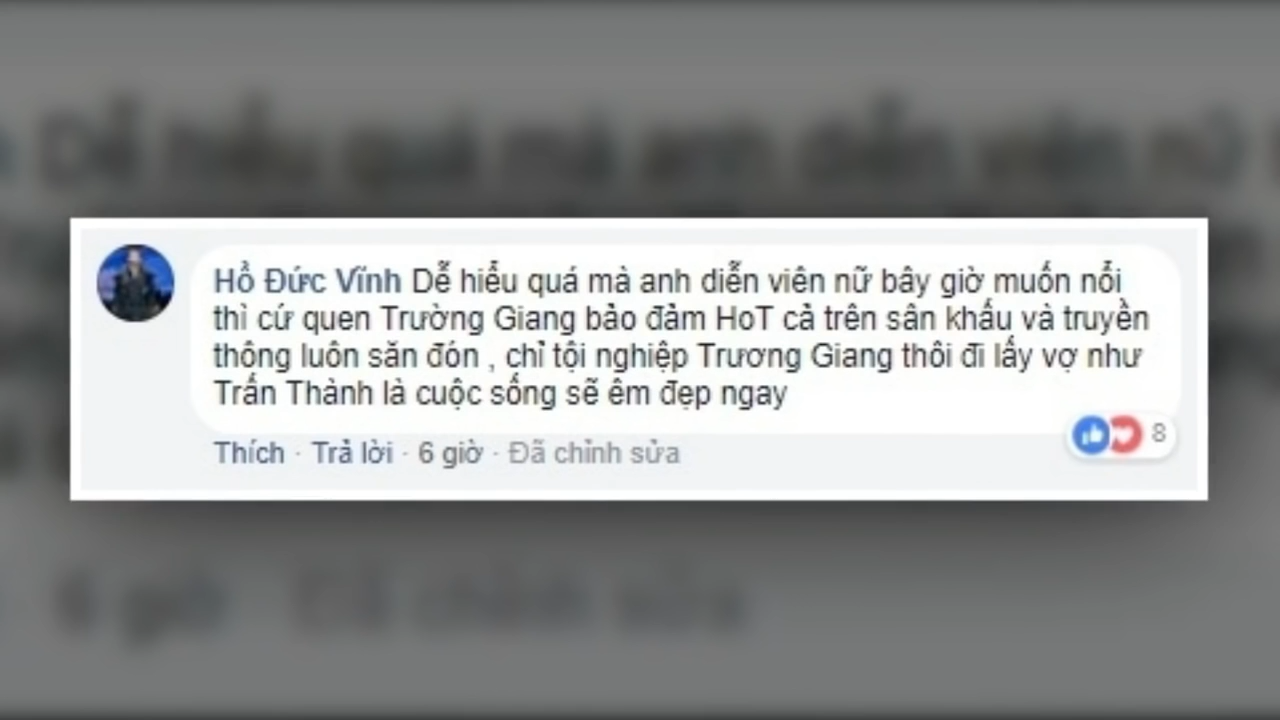 Hồ Đức Vĩnh Dễ hiểu quá mà anh diễn viên nữ bây giờ muốn nổi
thì cứ quen Trường Giang bảo đảm HoT cả trên sân khấu và truyền
thông luôn săn đón , chỉ tội nghiệp Trương Giang thôi đi lấy vợ như
Trấn Thành là cuộc sống sẽ êm đẹp ngay
Thích · Trả lời · 6 giờ · Đã chỉnh sửa
8